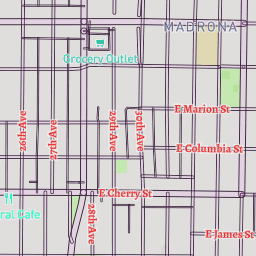 MADRONA
Grocery Outlet
E Marion St
26th Ave
27th Ave
29th Ave
30th Ave
E Columbia St
E Cherry St
ral Cafe
28th Ave
E James St